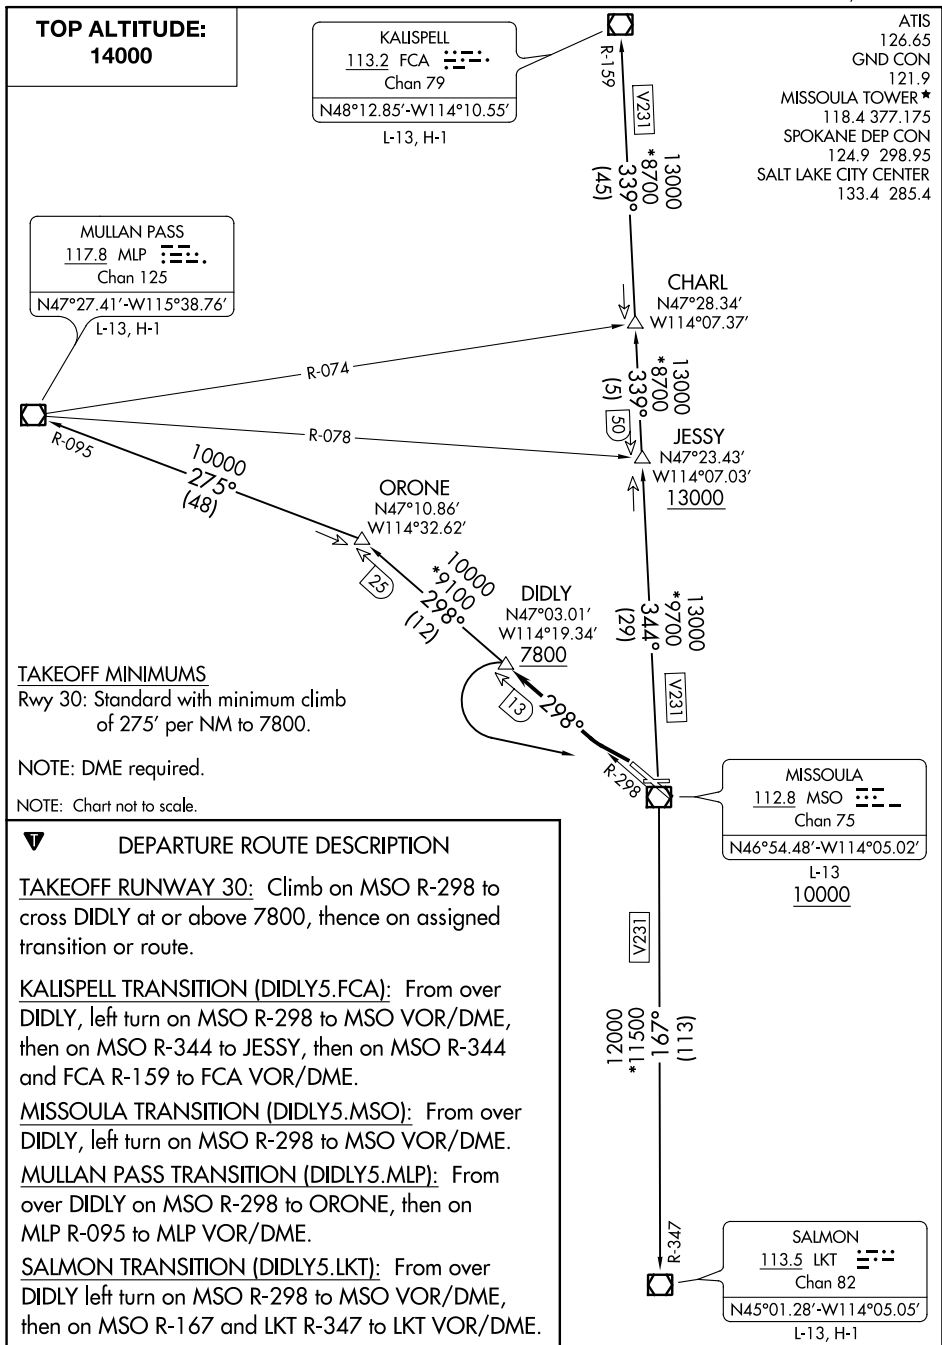 TOP ALTITUDE:
14000
KALISPELL
113.2 FCA
Chan 79
N48°12.85'-W114°10.55'
L-13, H-1
ATIS
126.65
GND CON
121.9
MISSOULA TOWER★
118.4 377.175
SPOKANE DEP CON
124.9 298.95
SALT LAKE CITY CENTER
133.4 285.4
R-159
V231
13000
*8700
339°
(45)
MULLAN PASS
117.8 MLP
Chan 125
N47°27.41'-W115°38.76'
L-13, H-1
CHARL
N47°28.34'
W114°07.37'
R-074
13000
*8700
339°
(5)
50
R-078
JESSY
N47°23.43'
W114°07.03'
13000
R-095
10000
275°
(48)
ORONE
N47°10.86'
W114°32.62'
25
10000
*9100
298°
(12)
DIDLY
N47°03.01'
W114°19.34'
7800
13
298°
R-298
13000
*9700
344°
(29)
V231
TAKEOFF MINIMUMS
Rwy 30: Standard with minimum climb
of 275' per NM to 7800.
NOTE: DME required.
NOTE: Chart not to scale.
MISSOULA
112.8 MSO
Chan 75
N46°54.48'-W114°05.02'
L-13
10000
V231
12000
*11500
167°
(113)
R-347
SALMON
113.5 LKT
Chan 82
N45°01.28'-W114°05.05'
L-13, H-1
T
DEPARTURE ROUTE DESCRIPTION
TAKEOFF RUNWAY 30: Climb on MSO R-298 to
cross DIDLY at or above 7800, thence on assigned
transition or route.
KALISPELL TRANSITION (DIDLY5.FCA): From over
DIDLY, left turn on MSO R-298 to MSO VOR/DME,
then on MSO R-344 to JESSY, then on MSO R-344
and FCA R-159 to FCA VOR/DME.
MISSOULA TRANSITION (DIDLY5.MSO): From over
DIDLY, left turn on MSO R-298 to MSO VOR/DME.
MULLAN PASS TRANSITION (DIDLY5.MLP): From
over DIDLY on MSO R-298 to ORONE, then on
MLP R-095 to MLP VOR/DME.
SALMON TRANSITION (DIDLY5.LKT): From over
DIDLY left turn on MSO R-298 to MSO VOR/DME,
then on MSO R-167 and LKT R-347 to LKT VOR/DME.